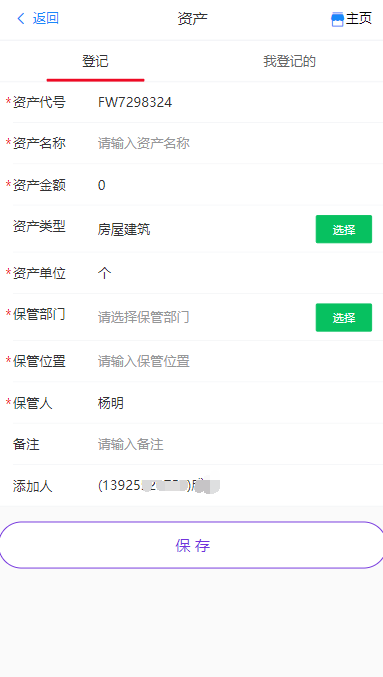 返回 资产 主页
登记 我登记的
*资产代号 FW7298324
*资产名称 请输入资产名称
*资产金额 0
资产类型 房屋建筑 选择
*资产单位 个
*保管部门 请选择保管部门 选择
*保管位置 请输入保管位置
*保管人 杨明
备注 请输入备注
添加人 (13925
保存